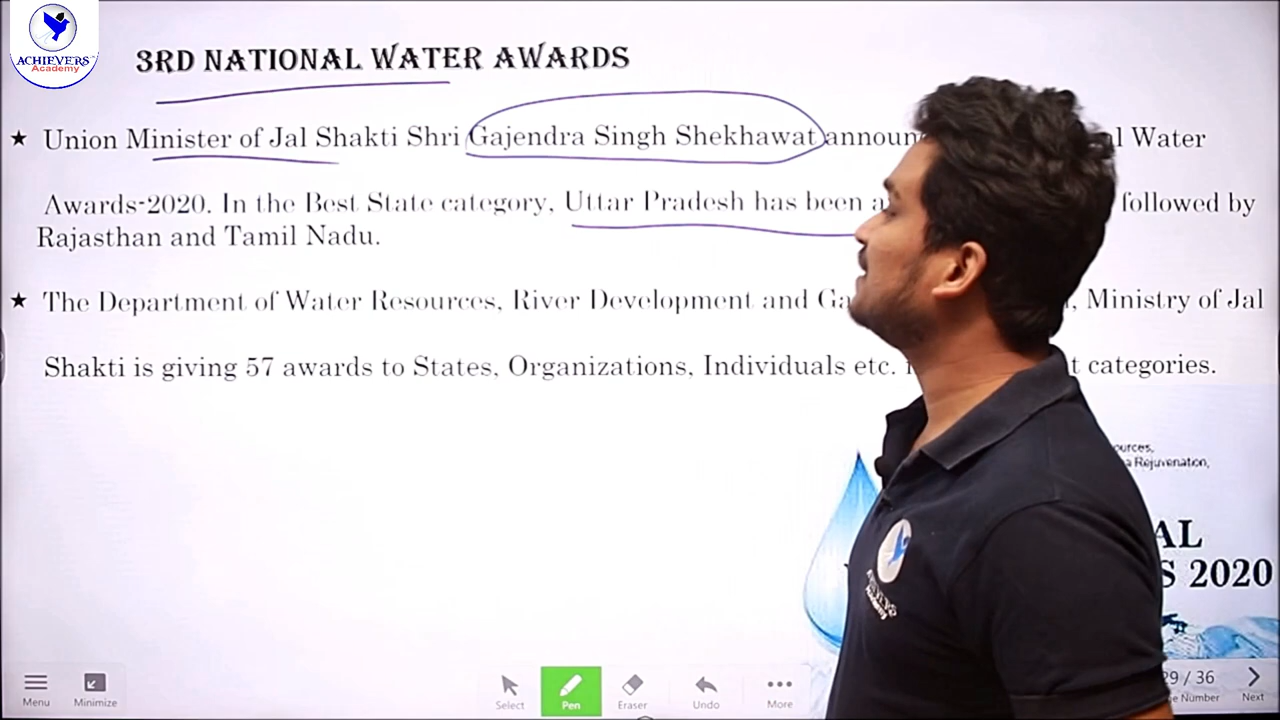 ACHIEVERS
Academy
3RD NATIONAL WATER AWARDS
★ Union Minister of Jal Shakti Shri Gajendra Singh Shekhawat Water
Awards-2020. In the Best State category, Uttar Pradesh has been followed by
Rajasthan and Tamil Nadu.
★ The Department of Water Resources, River Development and Ministry of Jal
Shakti is giving 57 awards to States, Organizations, Individuals etc. categories.
Rejuvenation,
2020
Academy
Menu
Minimize
Select
Pen
Eraser
Undo
More
29 / 36
Number
Next